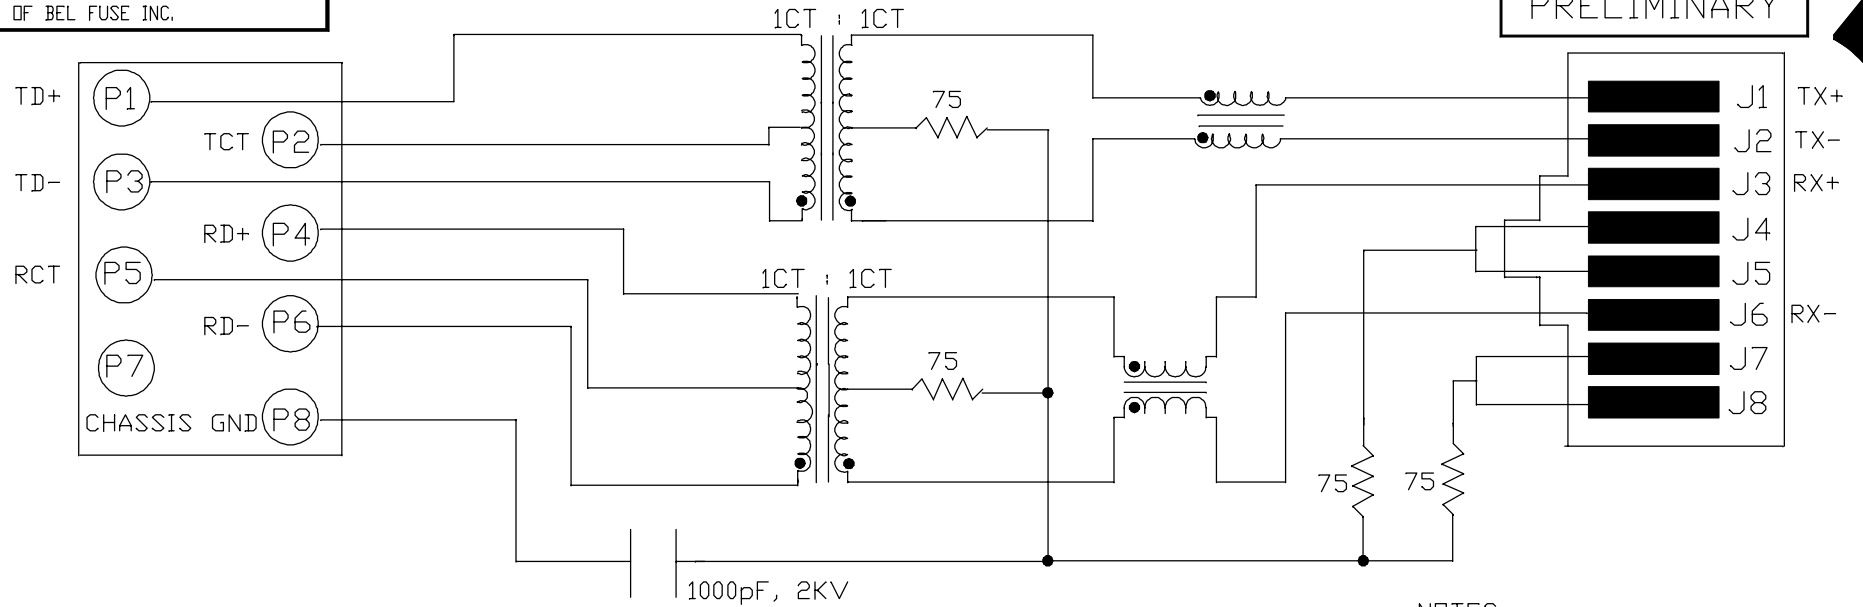 OF BEL FUSE INC.
PRELIMINARY
1CT : 1CT
TD+ P1
TCT P2
TD- P3
RD+ P4
RCT P5
RD- P6
P7
CHASSIS GND P8
75
1CT : 1CT
75
1000pF, 2KV
75
75
J1 TX+
J2 TX-
J3 RX+
J4
J5
J6 RX-
J7
J8